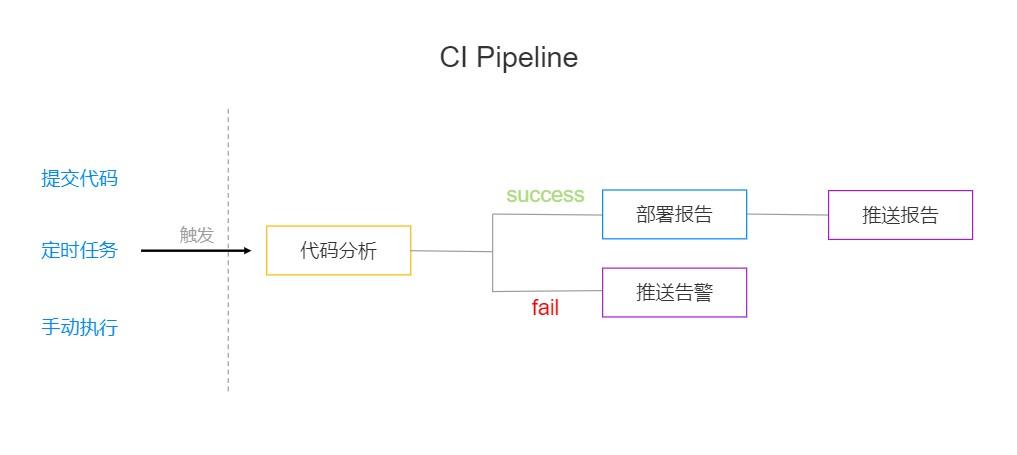 CI Pipeline
提交代码
定时任务
手动执行
触发
代码分析
success
部署报告
推送报告
fail
推送告警